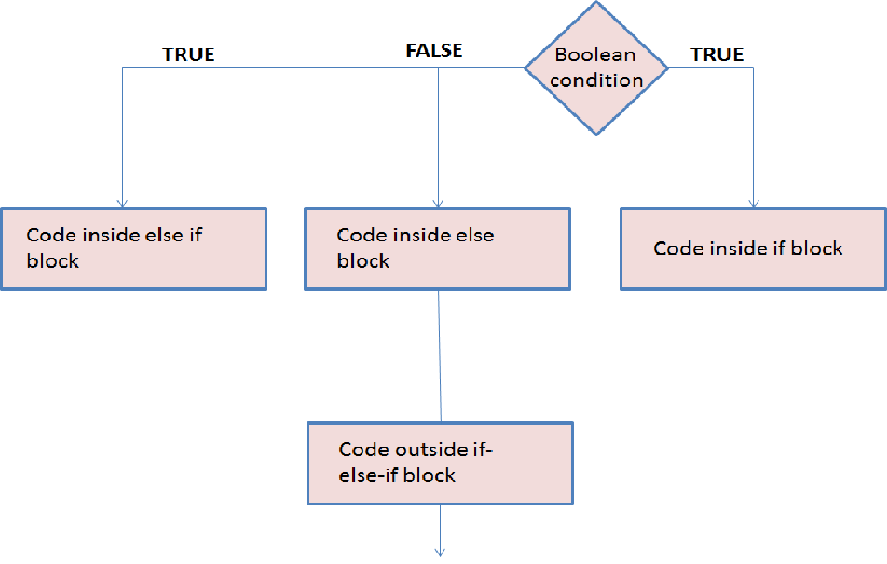 TRUE
FALSE
Boolean
condition
TRUE
Code inside else if
block
Code inside else
block
Code inside if block
Code outside if-
else-if block